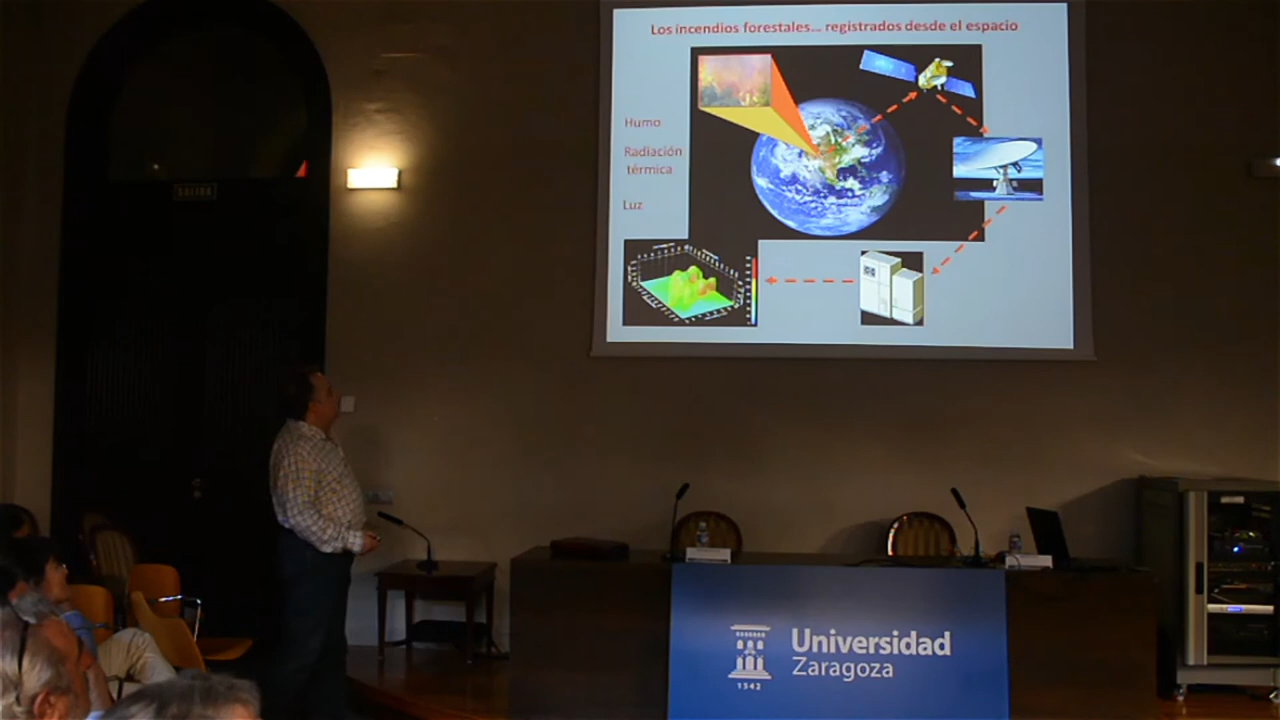 Los incendios forestales... registrados desde el espacio
Humo
Radiación
térmica
Luz
SALIDA
Universidad
Zaragoza
1542